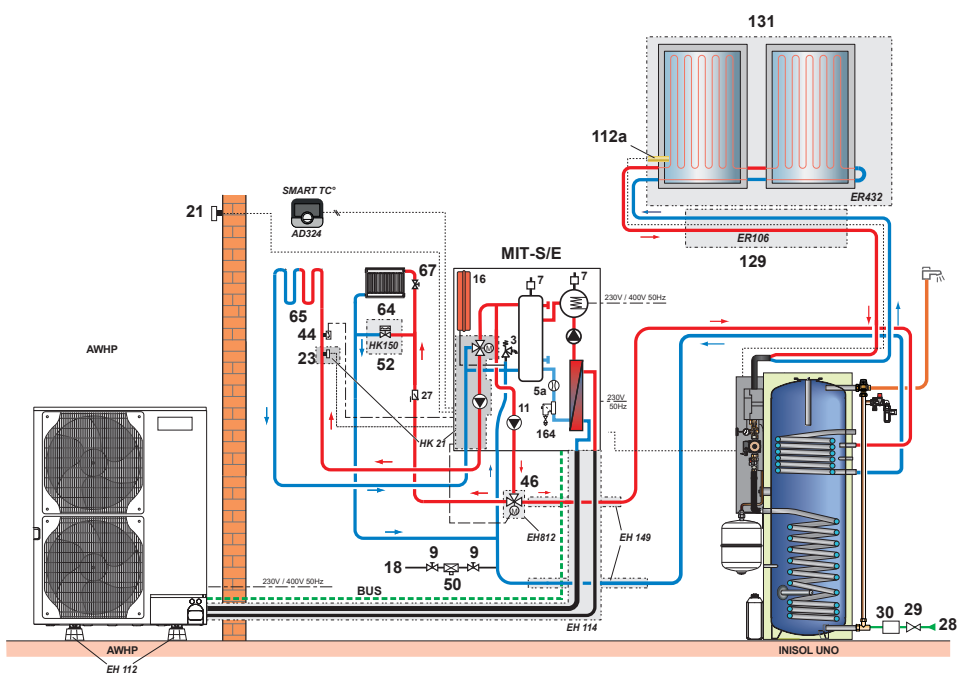 131
112a
ER432
SMART TC°
21
AD324
ER106
129
MIT-S/E
67
16
7
7
230V / 400V 50Hz
65
64
44
3
HK150
AWHP
23
52
5a
27
230V
50Hz
11
HK 21
164
46
EH812
EH 149
9
9
18
50
230V / 400V 50Hz
BUS
30
29
28
EH 114
AWHP
INISOL UNO
EH 112
M
M